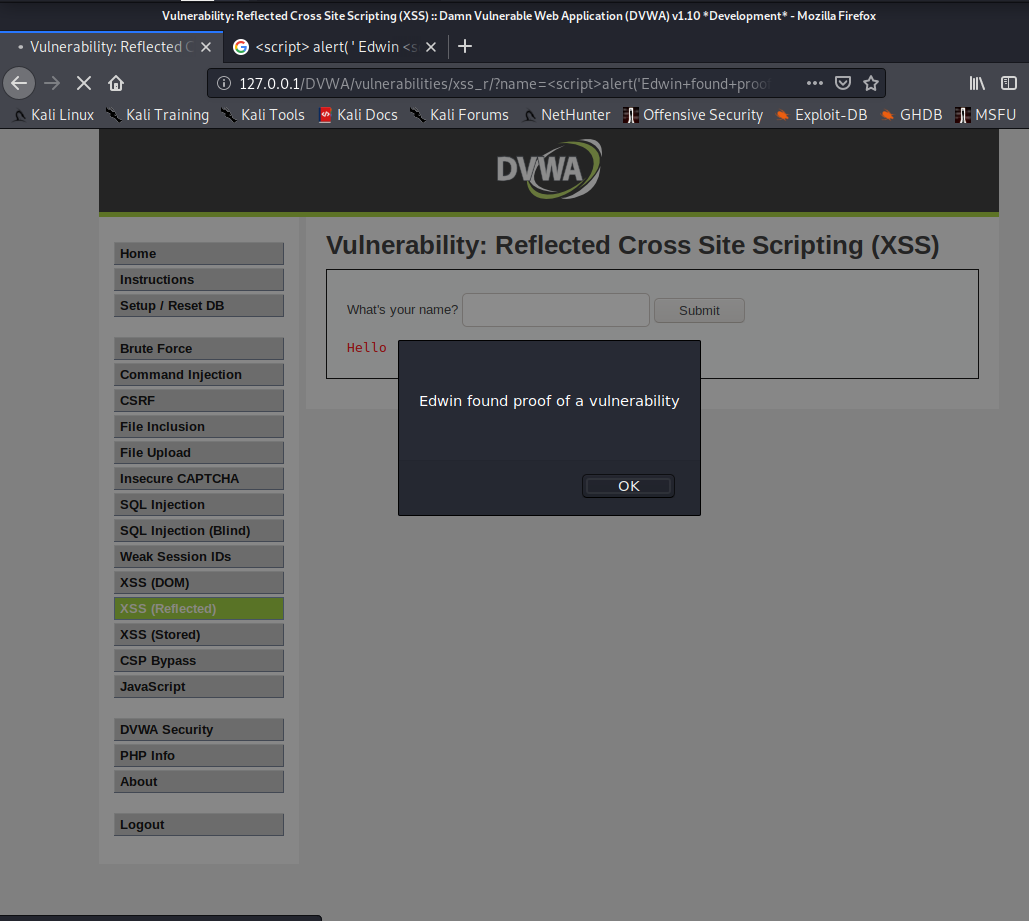 Vulnerability: Reflected Cross Site Scripting (XSS) :: Damn Vulnerable Web Application (DVWA) v1.10 *Development* - Mozilla Firefox
• Vulnerability: Reflected C
<script> alert( ' Edwin <s
127.0.0.1/DVWA/vulnerabilities/xss_r/?name=<script>alert('Edwin+found+proof
Kali Linux Kali Training Kali Tools Kali Docs Kali Forums NetHunter Offensive Security Exploit-DB GHDB MSFU
DVWA
Home
Instructions
Setup / Reset DB
Brute Force
Command Injection
CSRF
File Inclusion
File Upload
Insecure CAPTCHA
SQL Injection
SQL Injection (Blind)
Weak Session IDs
XSS (DOM)
XSS (Reflected)
XSS (Stored)
CSP Bypass
JavaScript
DVWA Security
PHP Info
About
Logout
Vulnerability: Reflected Cross Site Scripting (XSS)
What's your name?
Submit
Hello
Edwin found proof of a vulnerability
OK